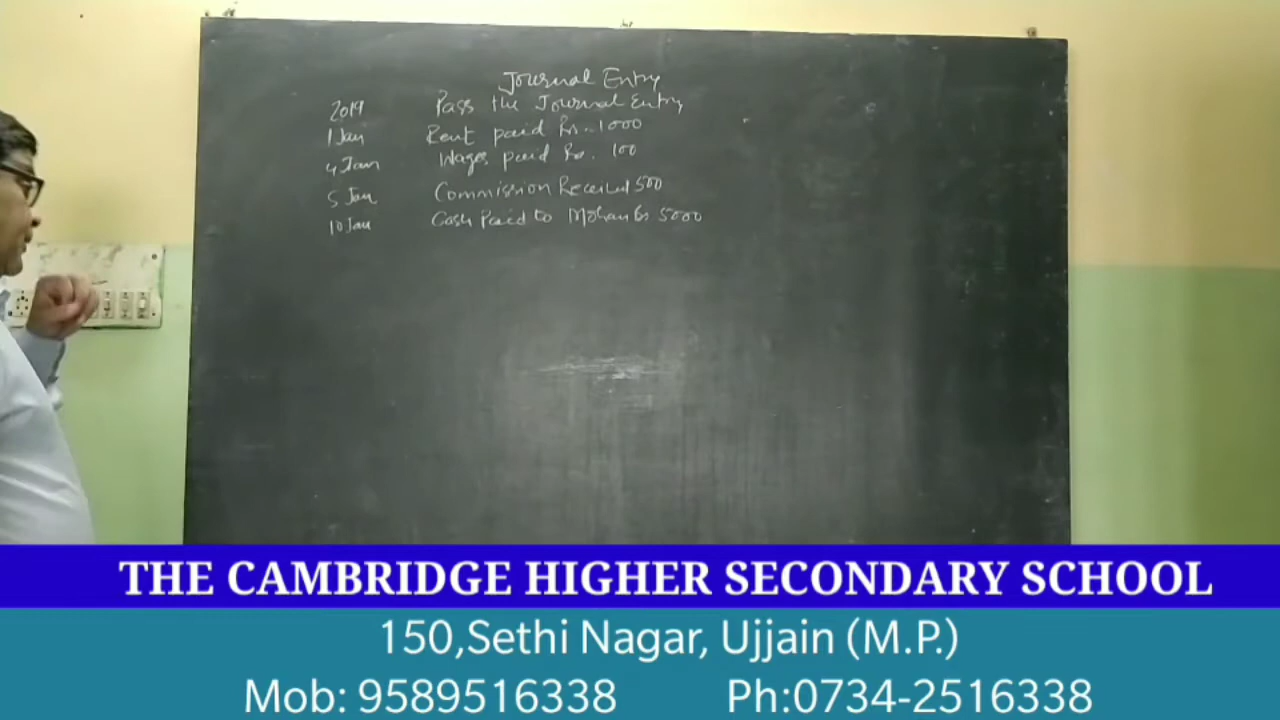 Journal Entry
2019 Pass the Journal Entry
1 Jan Rent paid Rs. 1000
4 Jan Wages paid Rs. 100
5 Jan Commission Received 500
10 Jan Cash Paid to Mohan Rs 5000
THE CAMBRIDGE HIGHER SECONDARY SCHOOL
150,Sethi Nagar, Ujjain (M.P.)
Mob: 9589516338 Ph:0734-2516338